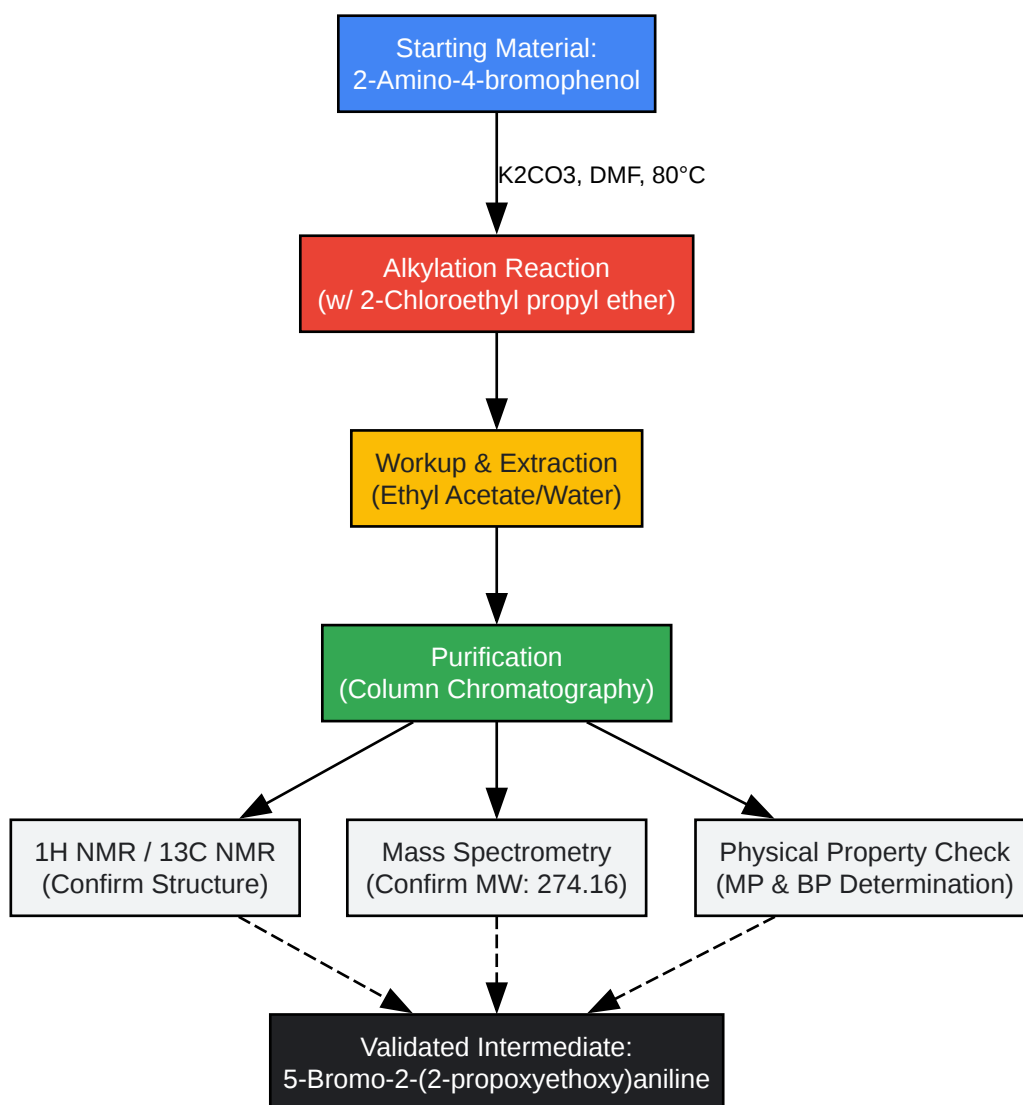 Starting Material:
2-Amino-4-bromophenol
K2CO3, DMF, 80°C
Alkylation Reaction
(w/ 2-Chloroethyl propyl ether)
Workup & Extraction
(Ethyl Acetate/Water)
Purification
(Column Chromatography)
1H NMR / 13C NMR
(Confirm Structure)
Mass Spectrometry
(Confirm MW: 274.16)
Physical Property Check
(MP & BP Determination)
Validated Intermediate:
5-Bromo-2-(2-propoxyethoxy)aniline